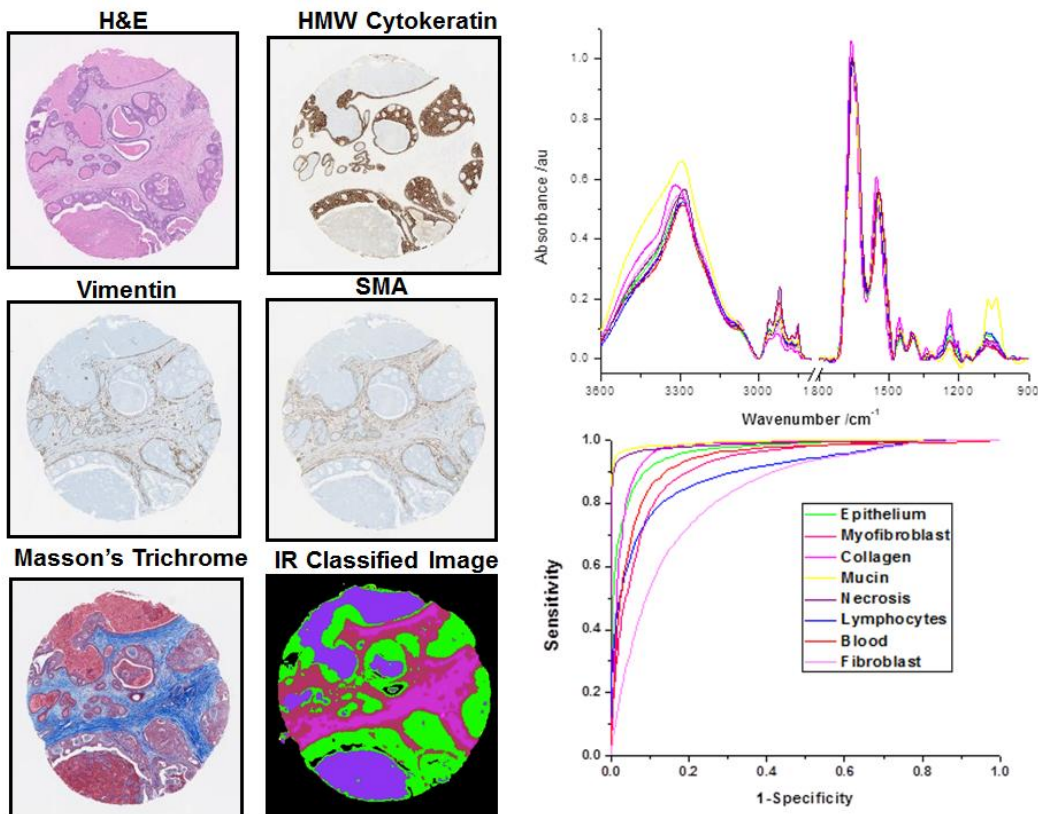 H&E
HMW Cytokeratin
Vimentin
SMA
Masson's Trichrome
IR Classified Image
Absorbance /au
1.0
0.8
0.6
0.4
0.2
0.0
3600
3300
3000
1800
1500
1200
900
Wavenumber /cm⁻¹
Sensitivity
1.0
0.8
0.6
0.4
0.2
0.0
Epithelium
Myofibroblast
Collagen
Mucin
Necrosis
Lymphocytes
Blood
Fibroblast
0.0
0.2
0.4
0.6
0.8
1.0
1-Specificity